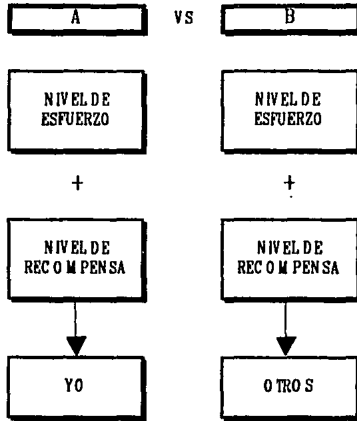 A VS B
NIVEL DE
ESFUERZO
NIVEL DE
ESFUERZO
+ +
NIVEL DE
RECOMPENSA
NIVEL DE
RECOMPENSA
YO OTROS